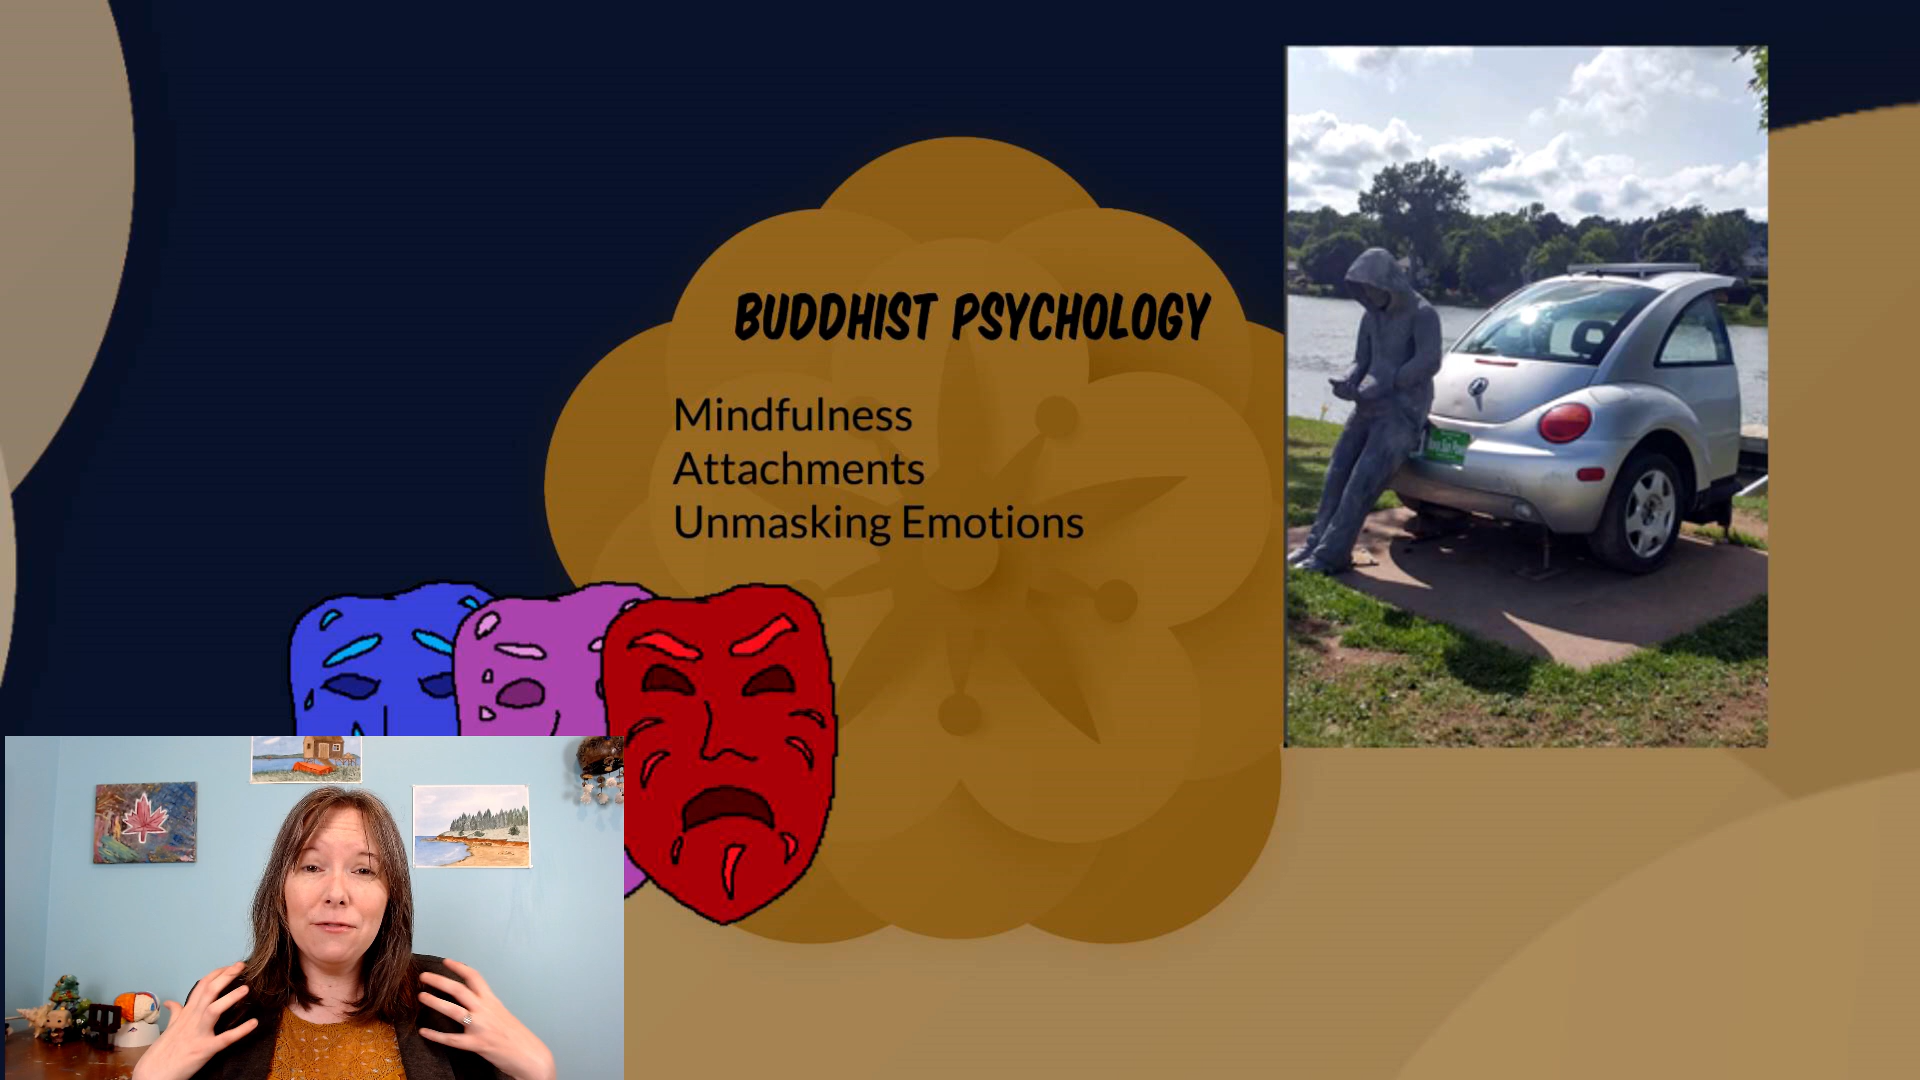 BUDDHIST PSYCHOLOGY
Mindfulness
Attachments
Unmasking Emotions